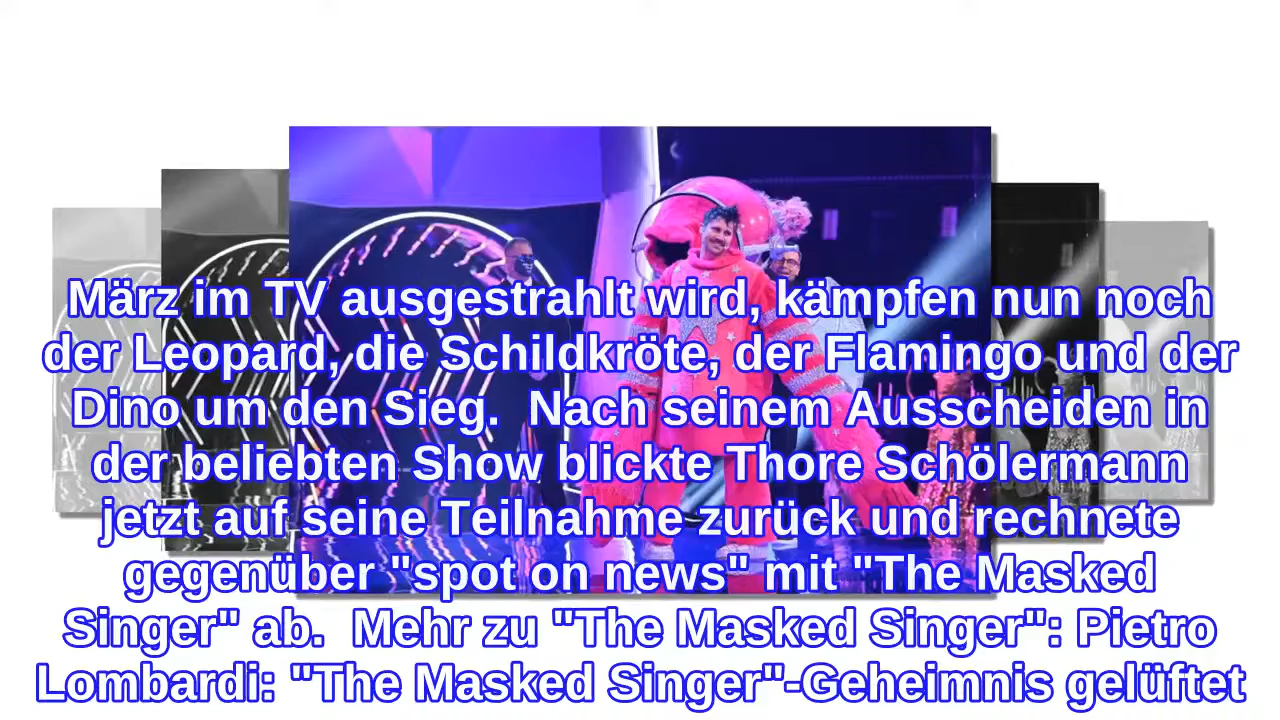 März im TV ausgestrahlt wird, kämpfen nun noch
der Leopard, die Schildkröte, der Flamingo und der
Dino um den Sieg.  Nach seinem Ausscheiden in
der beliebten Show blickte Thore Schölermann
jetzt auf seine Teilnahme zurück und rechnete
gegenüber "spot on news" mit "The Masked
Singer" ab.  Mehr zu "The Masked Singer": Pietro
Lombardi: "The Masked Singer"-Geheimnis gelüftet